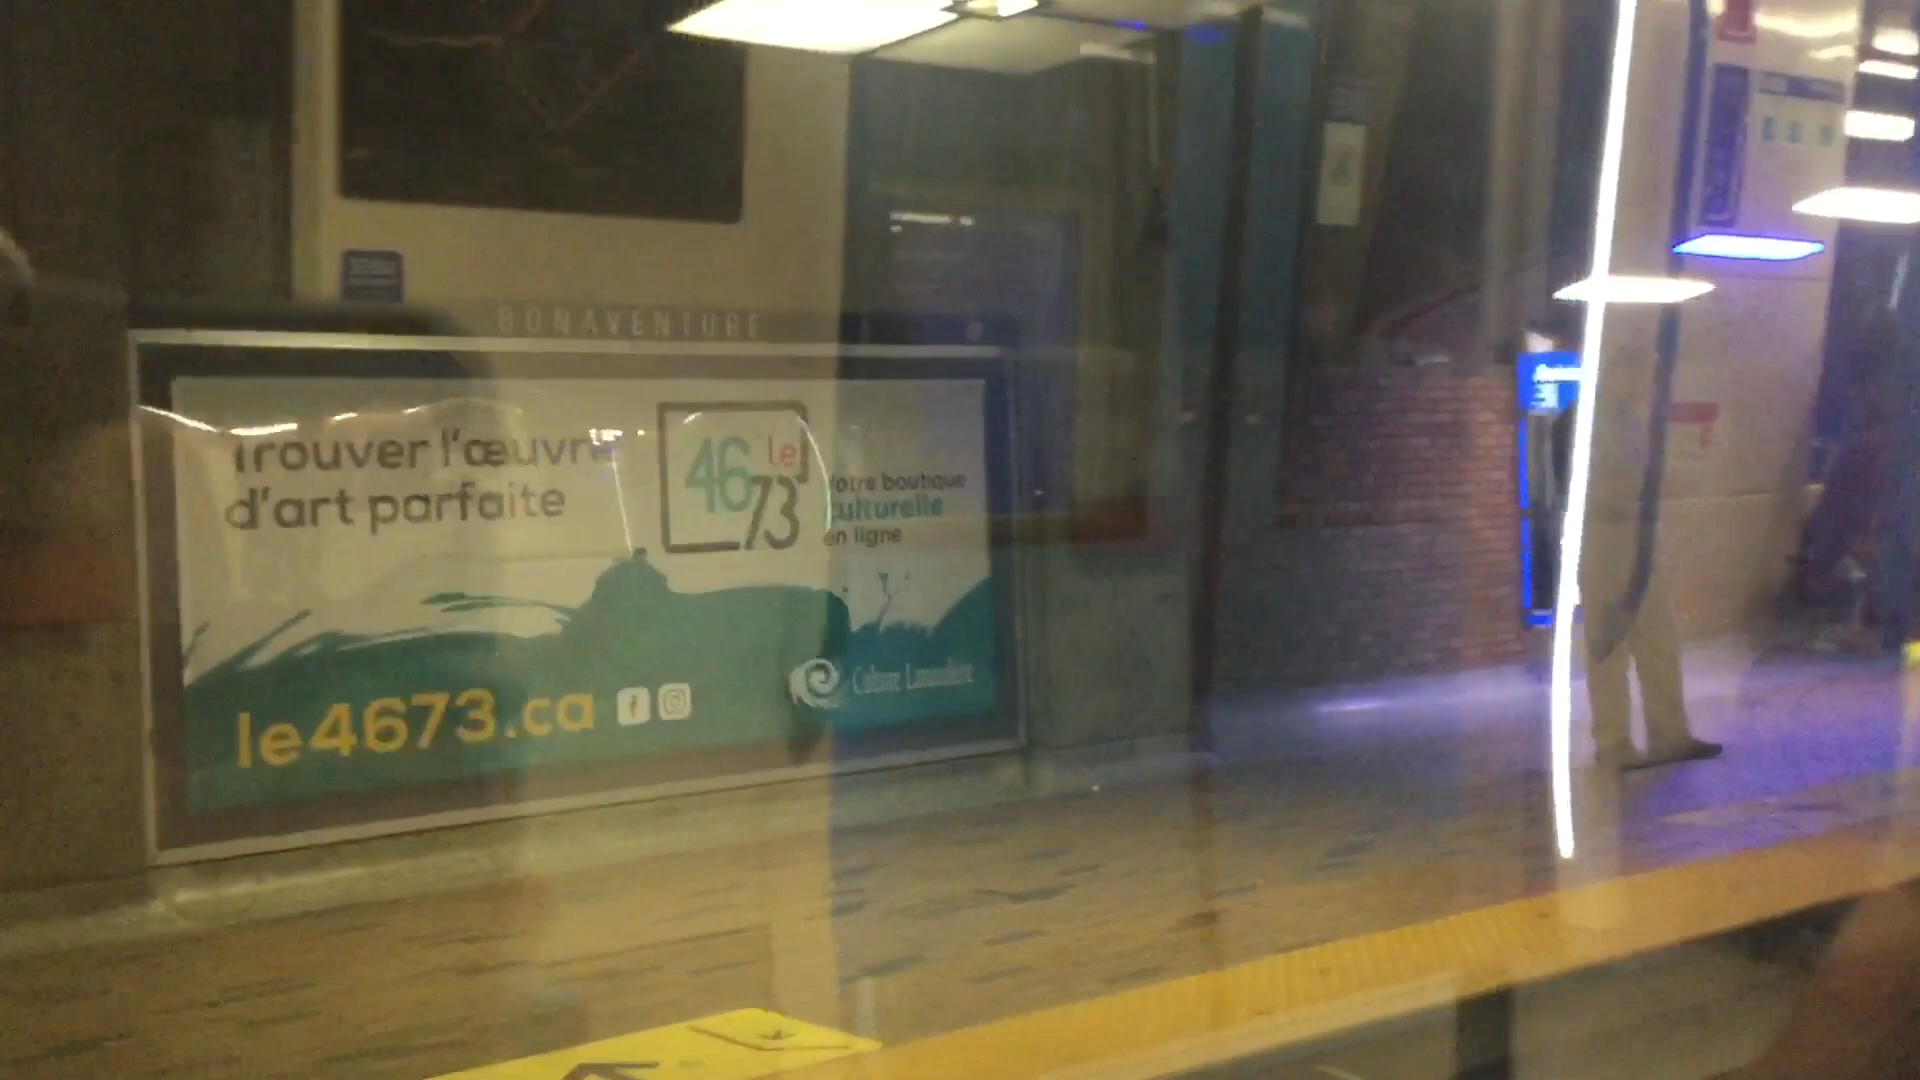 BONAVENTURE
Trouver l'œuvre
d'art parfaite
le
46
73
Votre boutique
culturelle
en ligne
le4673.ca
Culture Lanaudière